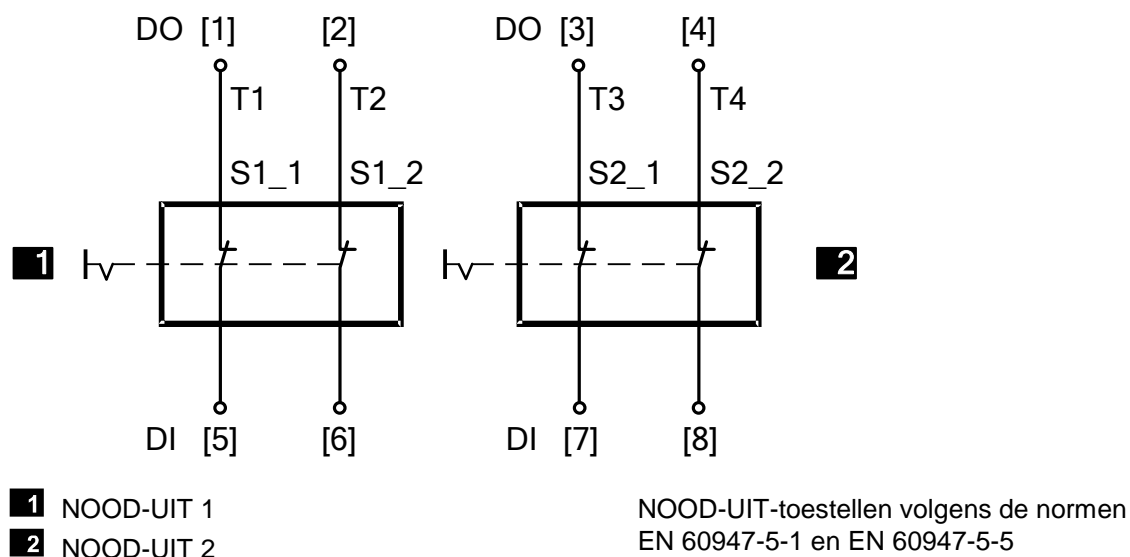 DO [1] [2] DO [3] [4]
T1 T2 T3 T4
S1_1 S1_2 S2_1 S2_2
1 2
DI [5] [6] DI [7] [8]
1 NOOD-UIT 1
2 NOOD-UIT 2
NOOD-UIT-toestellen volgens de normen
EN 60947-5-1 en EN 60947-5-5